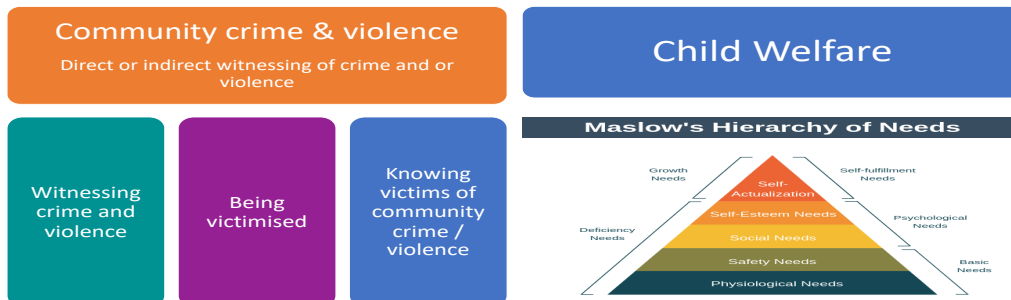 Community crime & violence
Direct or indirect witnessing of crime and or
violence
Witnessing
crime and
violence
Being
victimised
Knowing
victims of
community
crime /
violence
Child Welfare
Maslow's Hierarchy of Needs
Growth
Needs
Self-fulfillment
Needs
Self-
Actualization
Self-Esteem Needs
Psychological
Needs
Deficiency
Needs
Social Needs
Safety Needs
Basic
Needs
Physiological Needs